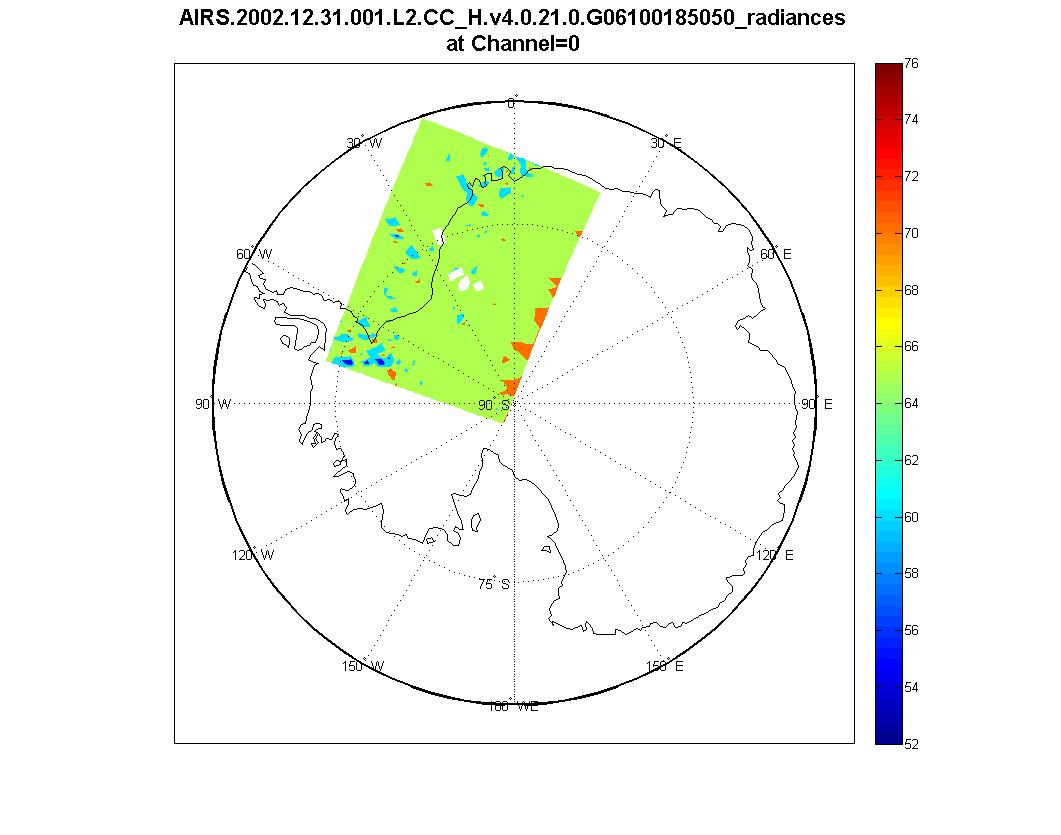 AIRS.2002.12.31.001.L2.CC_H.v4.0.21.0.G06100185050_radiances
at Channel=0
76
74
72
70
68
66
64
62
60
58
56
54
52
0°
30° W
30° E
60° W
60° E
90° W
90° S
90° E
120° W
120° E
75° S
150° W
150° E
180° WE